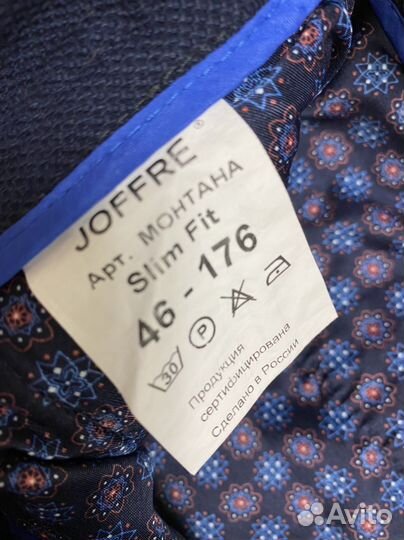 JOFFRE®
Арт. МОНТАНА
Slim Fit
46 - 176
30 P
Продукция
сертифицирована
Сделано в России
Avito